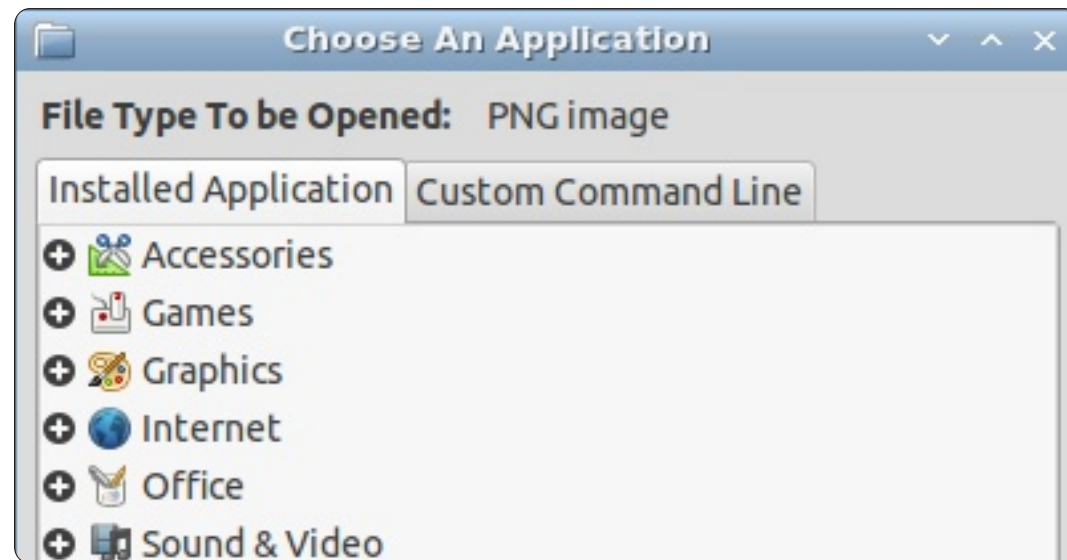 Choose An Application
File Type To be Opened: PNG image
Installed Application Custom Command Line
Accessories
Games
Graphics
Internet
Office
Sound & Video